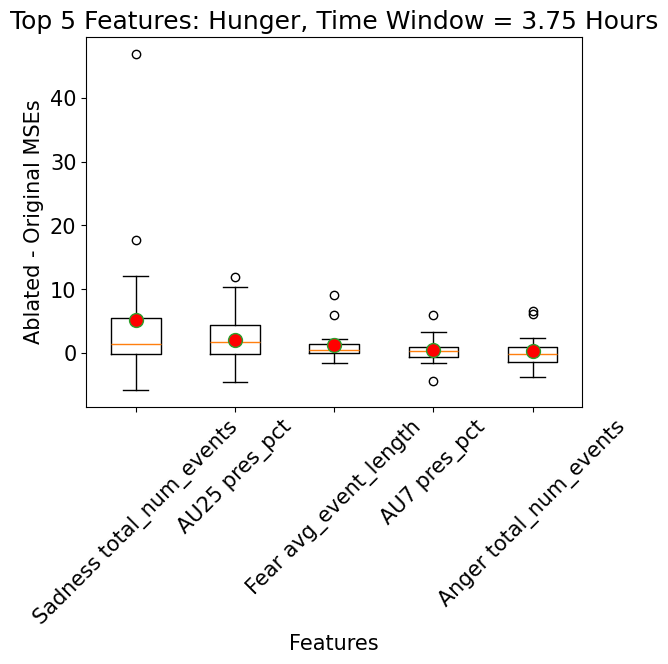 Top 5 Features: Hunger, Time Window = 3.75 Hours
Ablated - Original MSEs
40
30
20
10
0
Sadness total_num_events
AU25 pres_pct
Fear avg_event_length
AU7 pres_pct
Anger total_num_events
Features